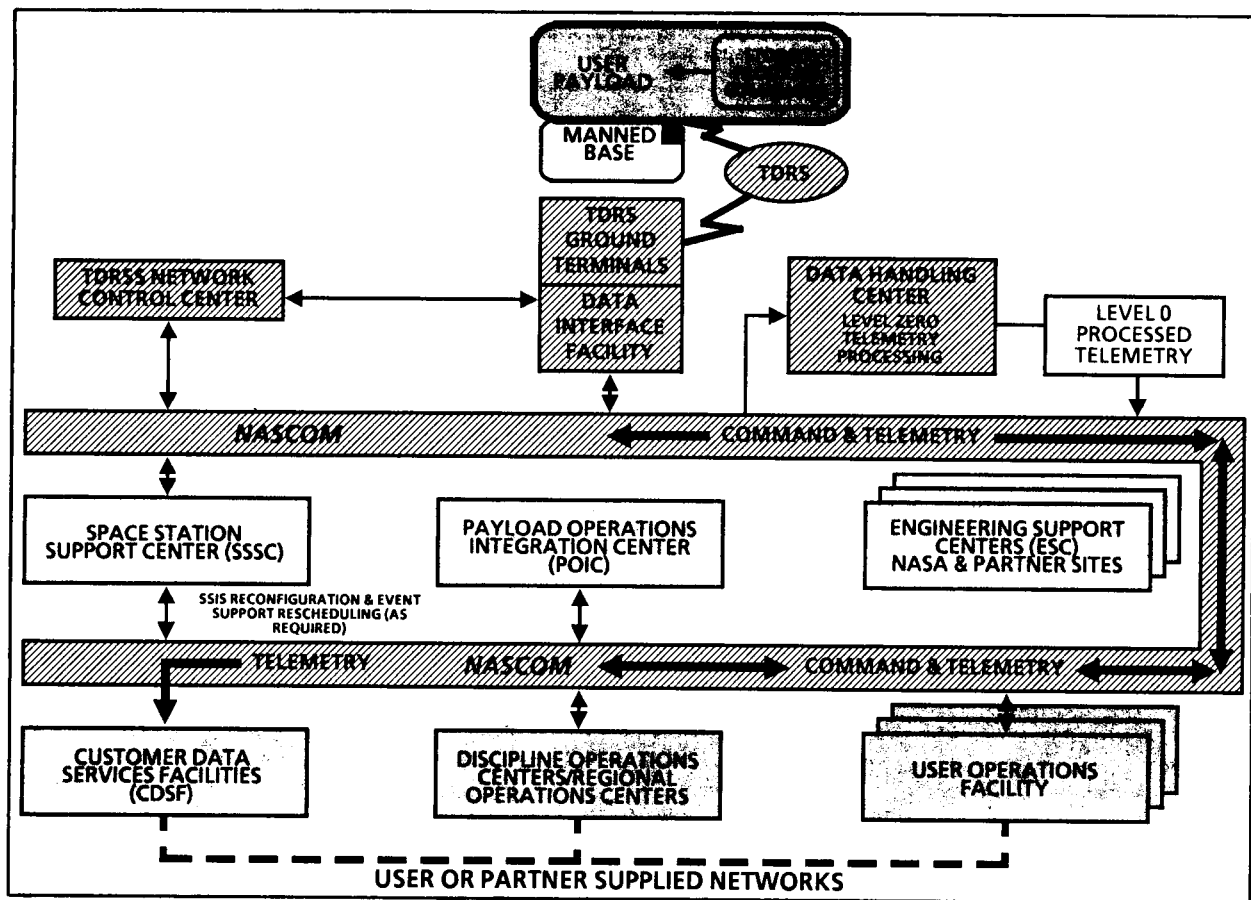 USER
PAYLOAD
MANNED
BASE
TDRS
TDRS
GROUND
TERMINALS
DATA
INTERFACE
FACILITY
TDRSS NETWORK
CONTROL CENTER
DATA HANDLING
CENTER
LEVEL ZERO
TELEMETRY
PROCESSING
LEVEL 0
PROCESSED
TELEMETRY
NASCOM
COMMAND & TELEMETRY
SPACE STATION
SUPPORT CENTER (SSSC)
PAYLOAD OPERATIONS
INTEGRATION CENTER
(POIC)
ENGINEERING SUPPORT
CENTERS (ESC)
NASA & PARTNER SITES
SSIS RECONFIGURATION & EVENT
SUPPORT RESCHEDULING (AS
REQUIRED)
TELEMETRY
NASCOM
COMMAND & TELEMETRY
CUSTOMER DATA
SERVICES FACILITIES
(CDSF)
DISCIPLINE OPERATIONS
CENTERS/REGIONAL
OPERATIONS CENTERS
USER OPERATIONS
FACILITY
USER OR PARTNER SUPPLIED NETWORKS